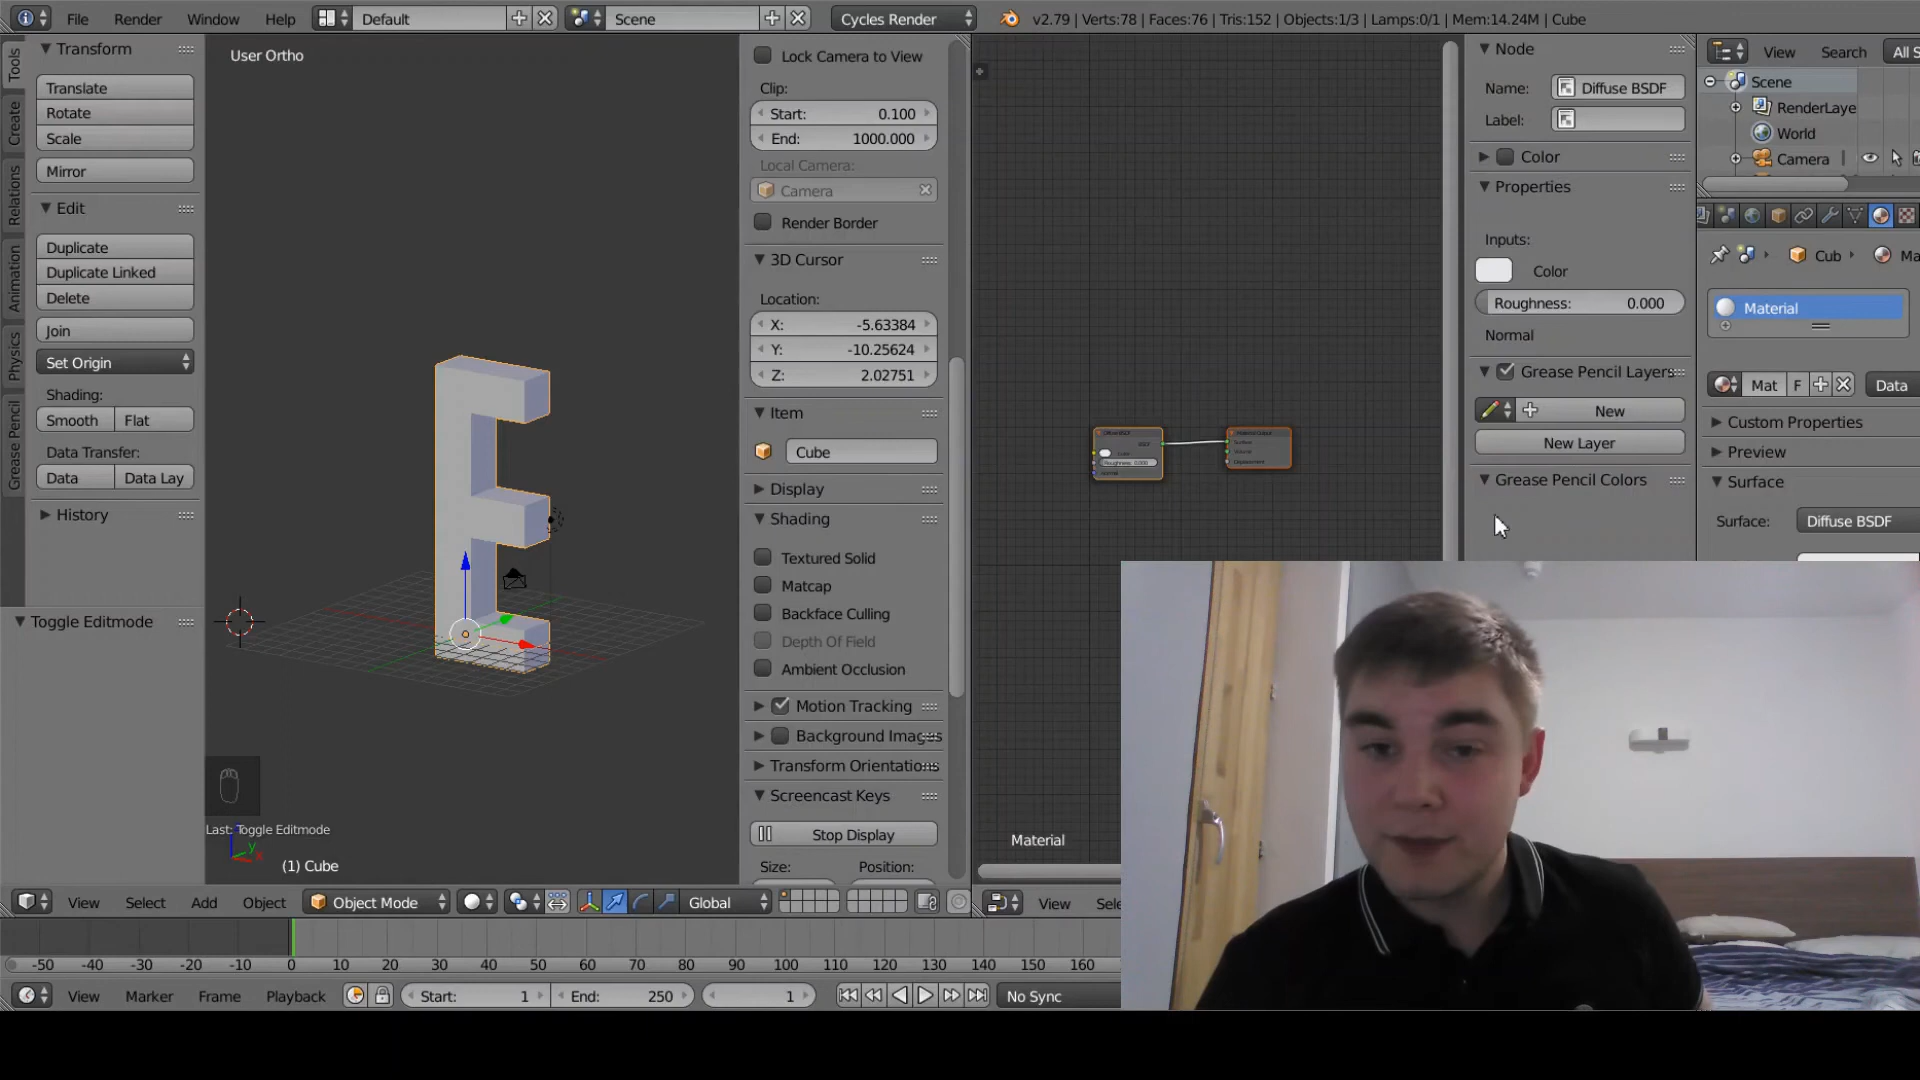 File Render Window Help Default Scene Cycles Render v2.79 | Verts:78 | Faces:76 | Tris:152 | Objects:1/3 | Lamps:0/1 | Mem:14.24M | Cube
Tools
Create
Relations
Animation
Physics
Grease Pencil
Transform
Translate
Rotate
Scale
Mirror
Edit
Duplicate
Duplicate Linked
Delete
Join
Set Origin
Shading:
Smooth Flat
Data Transfer:
Data Data Lay
History
Toggle Editmode
User Ortho
Last: Toggle Editmode
(1) Cube
Lock Camera to View
Clip:
Start: 0.100
End: 1000.000
Local Camera:
Camera
Render Border
3D Cursor
Location:
X: -5.63384
Y: -10.25624
Z: 2.02751
Item
Cube
Display
Shading
Textured Solid
Matcap
Backface Culling
Depth Of Field
Ambient Occlusion
Motion Tracking
Background Images
Transform Orientations
Screencast Keys
Stop Display
Size: Position:
Material
Node
Name: Diffuse BSDF
Label:
Color
Properties
Inputs:
Color
Roughness: 0.000
Normal
Grease Pencil Layers
New
New Layer
Grease Pencil Colors
View Search All S
Scene
RenderLaye
World
Camera
Cub Ma
Material
Mat F Data
Custom Properties
Preview
Surface
Surface: Diffuse BSDF
View Select Add Object Object Mode Global View Sele
-50 -40 -30 -20 -10 0 10 20 30 40 50 60 70 80 90 100 110 120 130 140 150 160
View Marker Frame Playback Start: 1 End: 250 1 No Sync